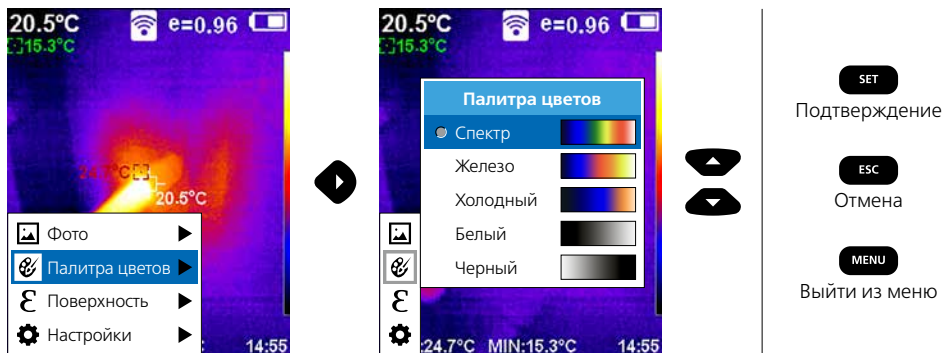 20.5°C e=0.96
15.3°C
24.7°C
20.5°C
Фото
Палитра цветов
Поверхность
Настройки
14:55
20.5°C e=0.96
15.3°C
Палитра цветов
Спектр
Железо
Холодный
Белый
Черный
:24.7°C MIN:15.3°C 14:55
SET
Подтверждение
ESC
Отмена
MENU
Выйти из меню